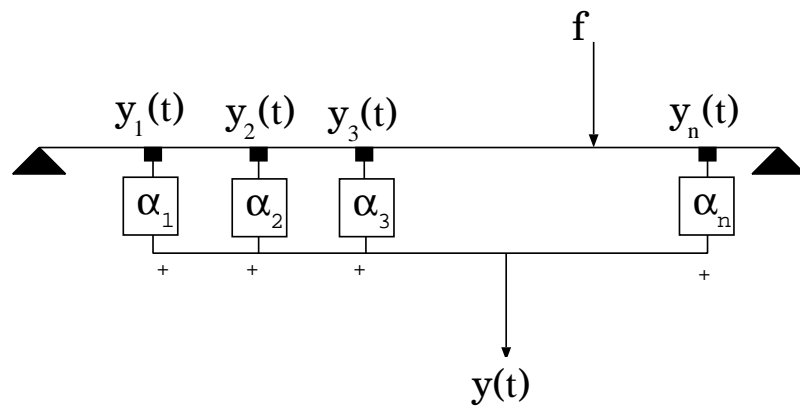 f
y₁(t) y₂(t) y₃(t) yₙ(t)
α₁ α₂ α₃ αₙ
+ + + +
y(t)